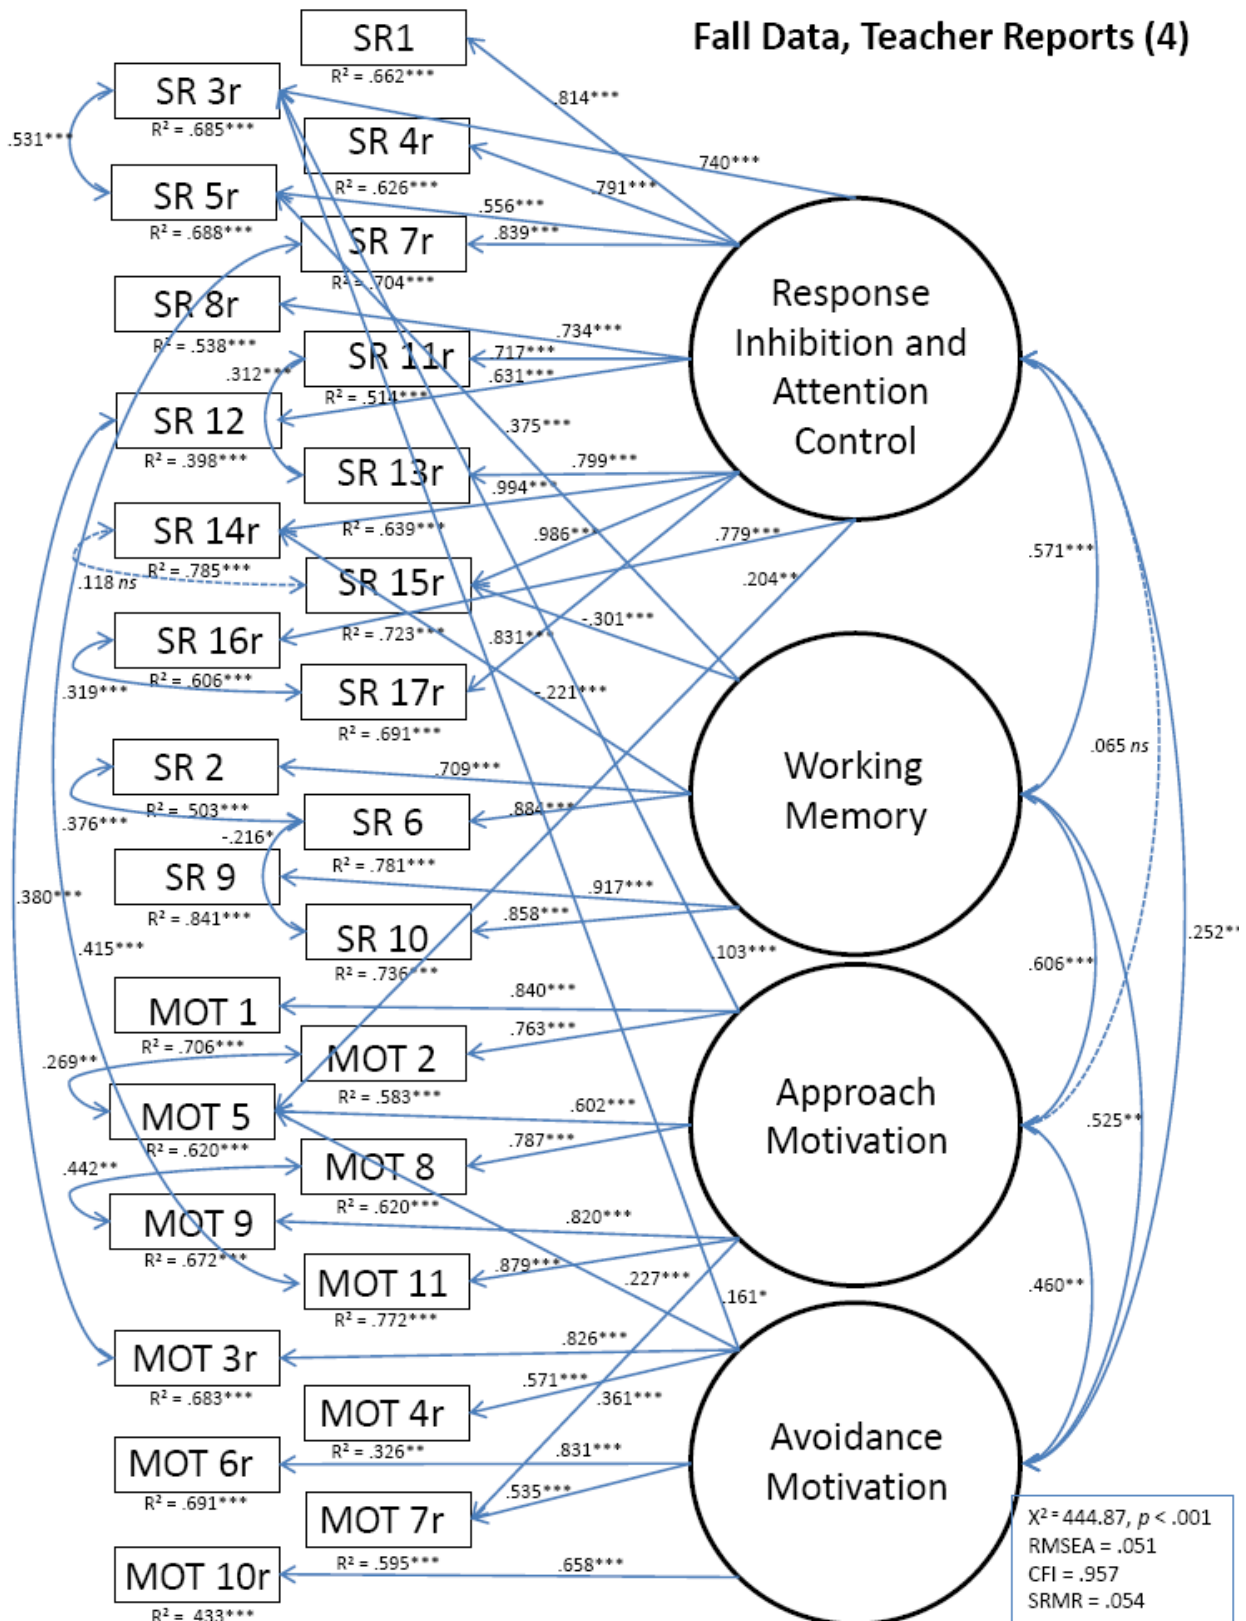 Fall Data, Teacher Reports (4)
SR1
R² = .662***
.814***
SR 3r
R² = .685***
.531***
SR 4r
R² = .626***
740***
.791***
SR 5r
R² = .688***
.556***
SR 7r
R² = .704***
.839***
Response
Inhibition and
Attention
Control
SR 8r
R² = .538***
.734***
SR 11r
R² = .514***
.717***
.312***
.631***
SR 12
R² = .398***
.375***
SR 13r
R² = .639***
.799***
.994***
SR 14r
R² = .785***
.986***
.779***
.571***
.118 ns
SR 15r
R² = .723***
.204**
-.301***
SR 16r
R² = .606***
.831***
.319***
SR 17r
R² = .691***
-.221***
.065 ns
SR 2
R² = .503***
.709***
Working
Memory
.376***
SR 6
R² = .781***
.884***
-.216*
SR 9
R² = .841***
.917***
.380***
SR 10
R² = .736***
.858***
.415***
.103***
.252**
.606***
MOT 1
R² = .706***
.840***
MOT 2
R² = .583***
.763***
.269**
MOT 5
R² = .620***
.602***
Approach
Motivation
.525**
MOT 8
R² = .620***
.787***
.442**
MOT 9
R² = .672***
.820***
MOT 11
R² = .772***
.879***
.227***
.161*
.460**
MOT 3r
R² = .683***
.826***
.571***
.361***
MOT 4r
R² = .326**
MOT 6r
R² = .691***
.831***
Avoidance
Motivation
MOT 7r
R² = .595***
.535***
MOT 10r
R² = .433***
.658***
X² = 444.87, p < .001
RMSEA = .051
CFI = .957
SRMR = .054